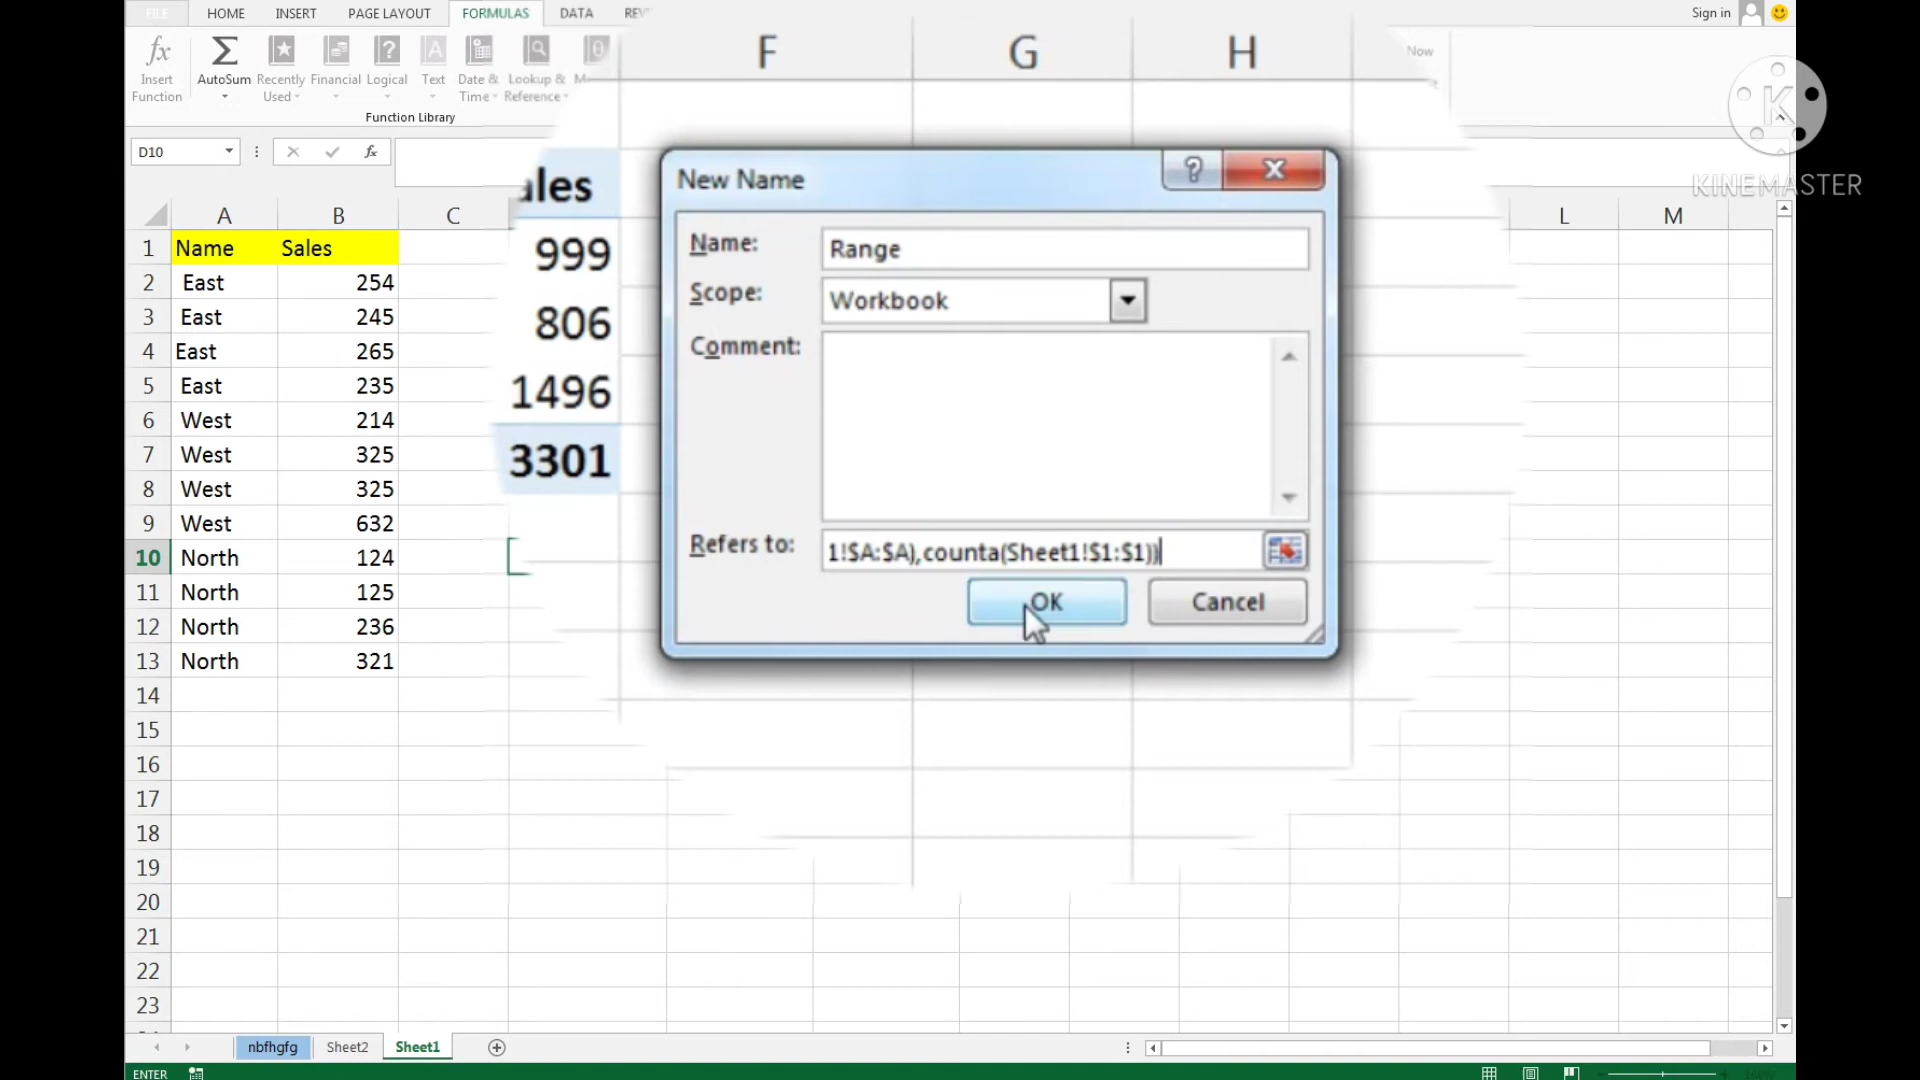 FILE HOME INSERT PAGE LAYOUT FORMULAS DATA Sign in
fx AutoSum Recently Used Financial Logical Text Date & Time Lookup & Reference Now
Insert Function
Function Library
D10 fx
F G H
A B C L M
New Name
Name: Range
Scope: Workbook
Comment:
Refers to: 1!$A:$A),counta(Sheet1!$1:$1))
OK Cancel
ales
999
806
1496
3301
1 Name Sales
2 East 254
3 East 245
4 East 265
5 East 235
6 West 214
7 West 325
8 West 325
9 West 632
10 North 124
11 North 125
12 North 236
13 North 321
14
15
16
17
18
19
20
21
22
23
nbfhgfg Sheet2 Sheet1
ENTER
K
KINEMASTER